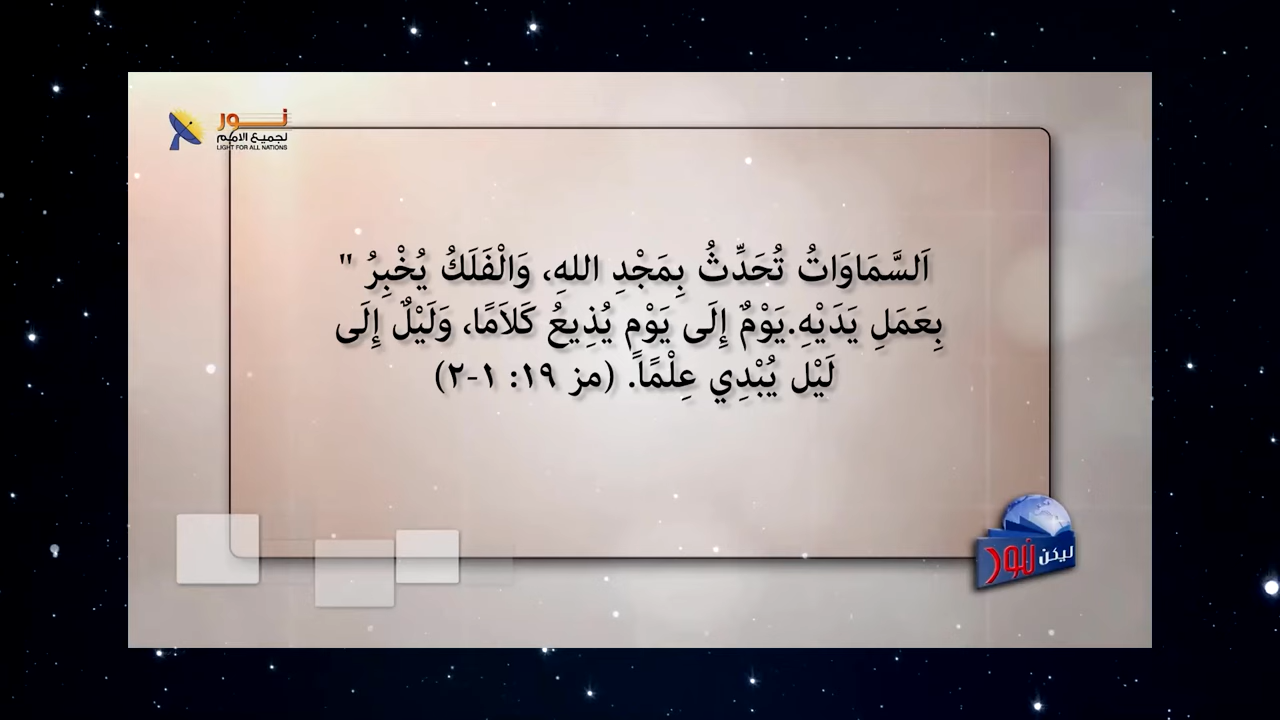 نور
لجميع الامم
LIGHT FOR ALL NATIONS
اَلسَّمَاوَاتُ تُحَدِّثُ بِمَجْدِ اللهِ، وَالْفَلَكُ يُخْبِرُ "
بِعَمَلِ يَدَيْهِ.يَوْمٌ إِلَى يَوْمٍ يُذِيعُ كَلاَمًا، وَلَيْلٌ إِلَى
لَيْل يُبْدِي عِلْمًاً. (مز ١٩: ١-٢)
ليكن نور